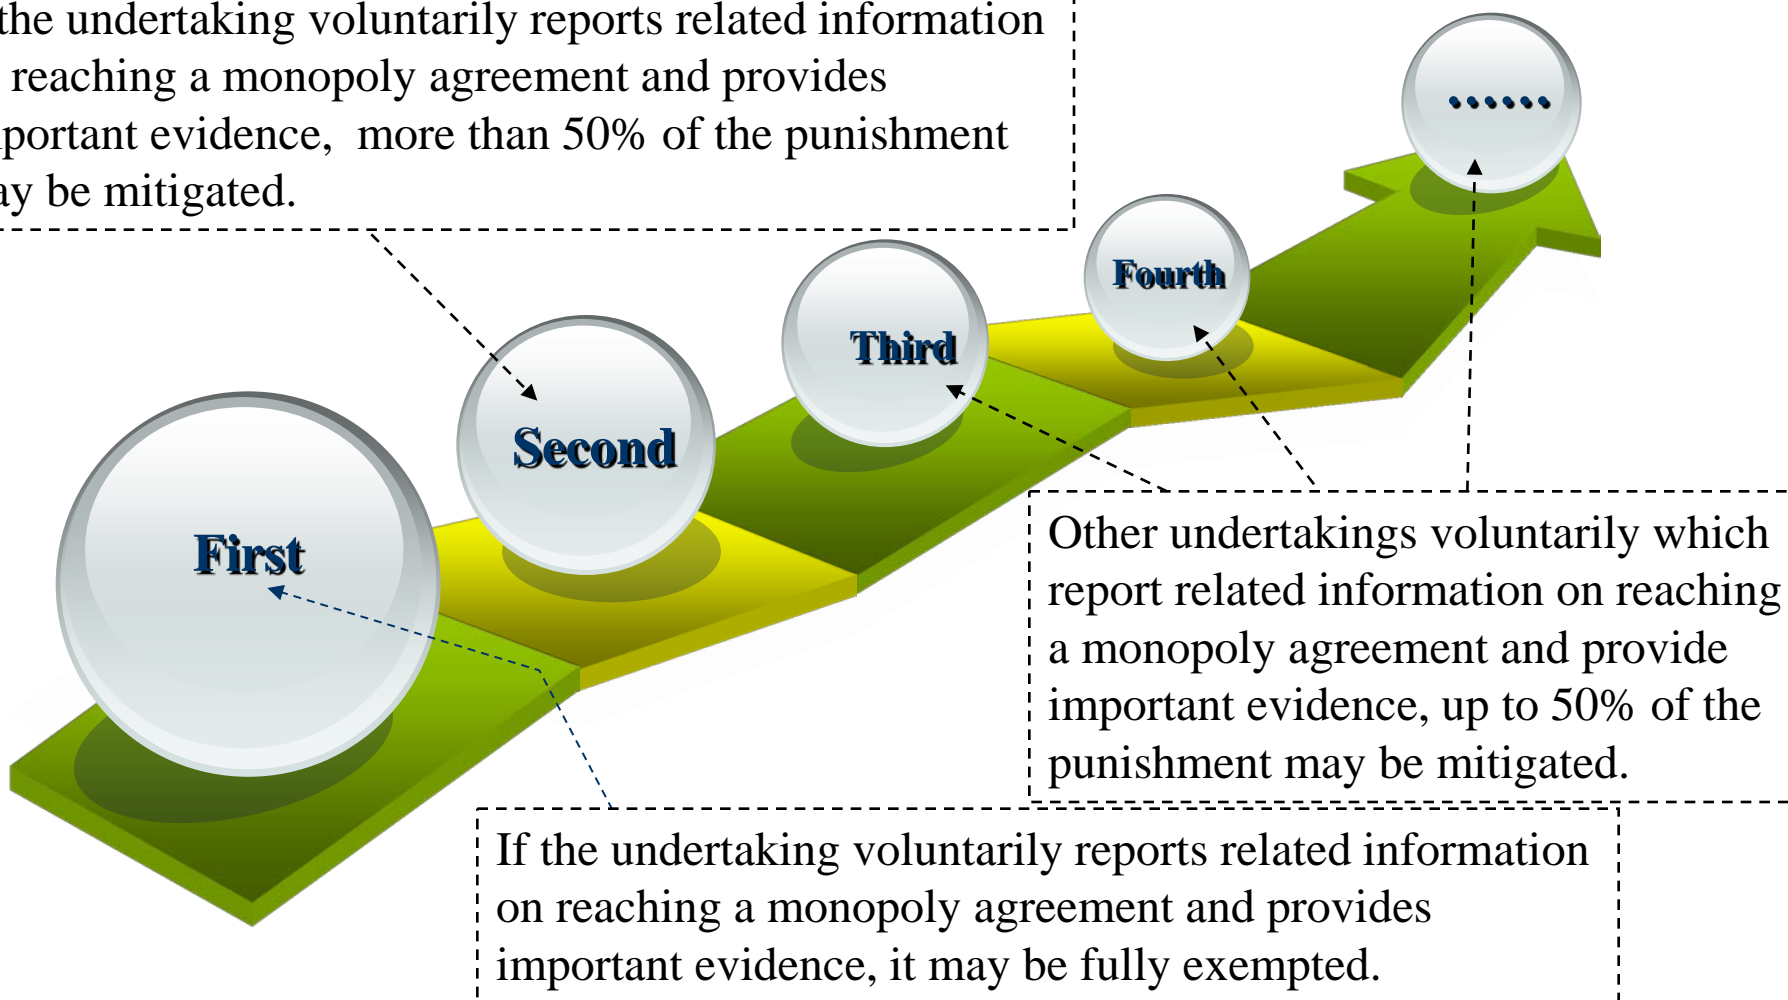 the undertaking voluntarily reports related information
reaching a monopoly agreement and provides
portant evidence, more than 50% of the punishment
ay be mitigated.
......
Fourth
Third
Second
First
Other undertakings voluntarily which
report related information on reaching
a monopoly agreement and provide
important evidence, up to 50% of the
punishment may be mitigated.
If the undertaking voluntarily reports related information
on reaching a monopoly agreement and provides
important evidence, it may be fully exempted.